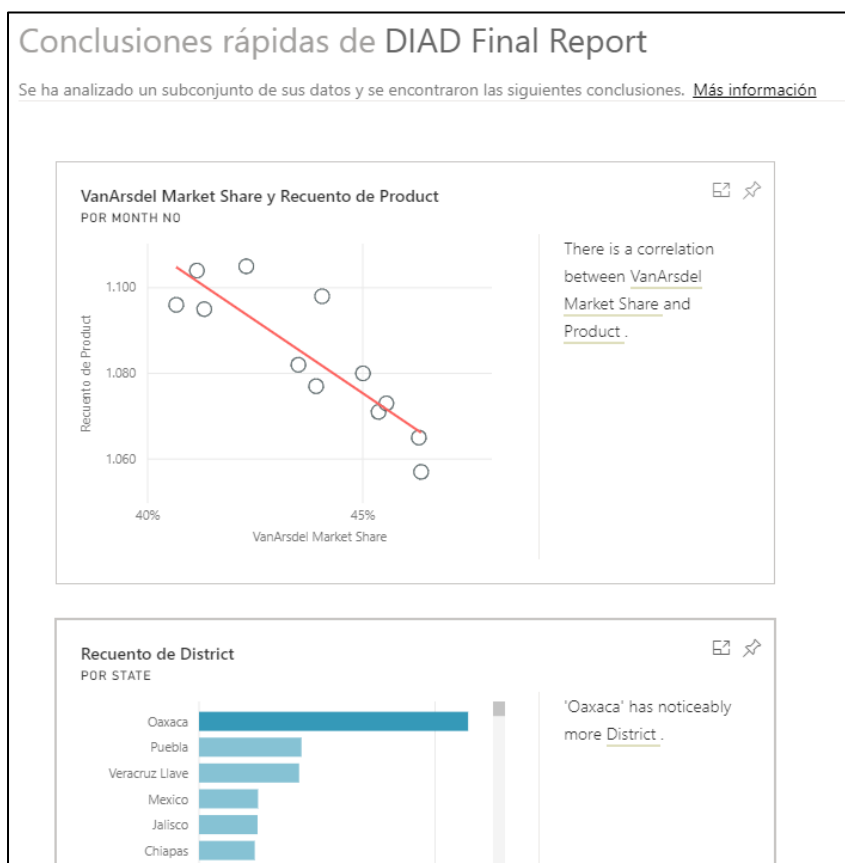 Conclusiones rápidas de DIAD Final Report
Se ha analizado un subconjunto de sus datos y se encontraron las siguientes conclusiones. Más información
VanArsdel Market Share y Recuento de Product
POR MONTH NO
1.100
1.080
1.060
Recuento de Product
40%
45%
VanArsdel Market Share
There is a correlation
between VanArsdel
Market Share and
Product .
Recuento de District
POR STATE
Oaxaca
Puebla
Veracruz Llave
Mexico
Jalisco
Chiapas
'Oaxaca' has noticeably
more District .